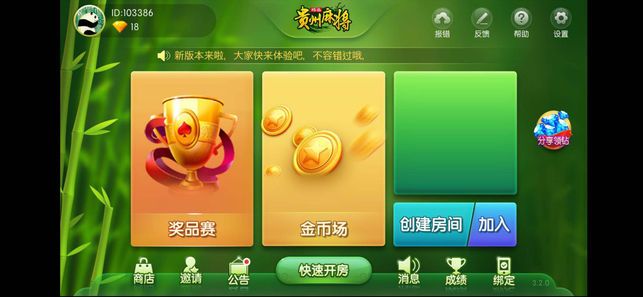 ID:103386
18
贵州麻将
报错
反馈
帮助
设置
新版本来啦，大家快来体验吧，不容错过哦。
奖品赛
金币场
创建房间
加入
分享领钻
商店
邀请
公告
快速开房
消息
成绩
绑定
3.2.0